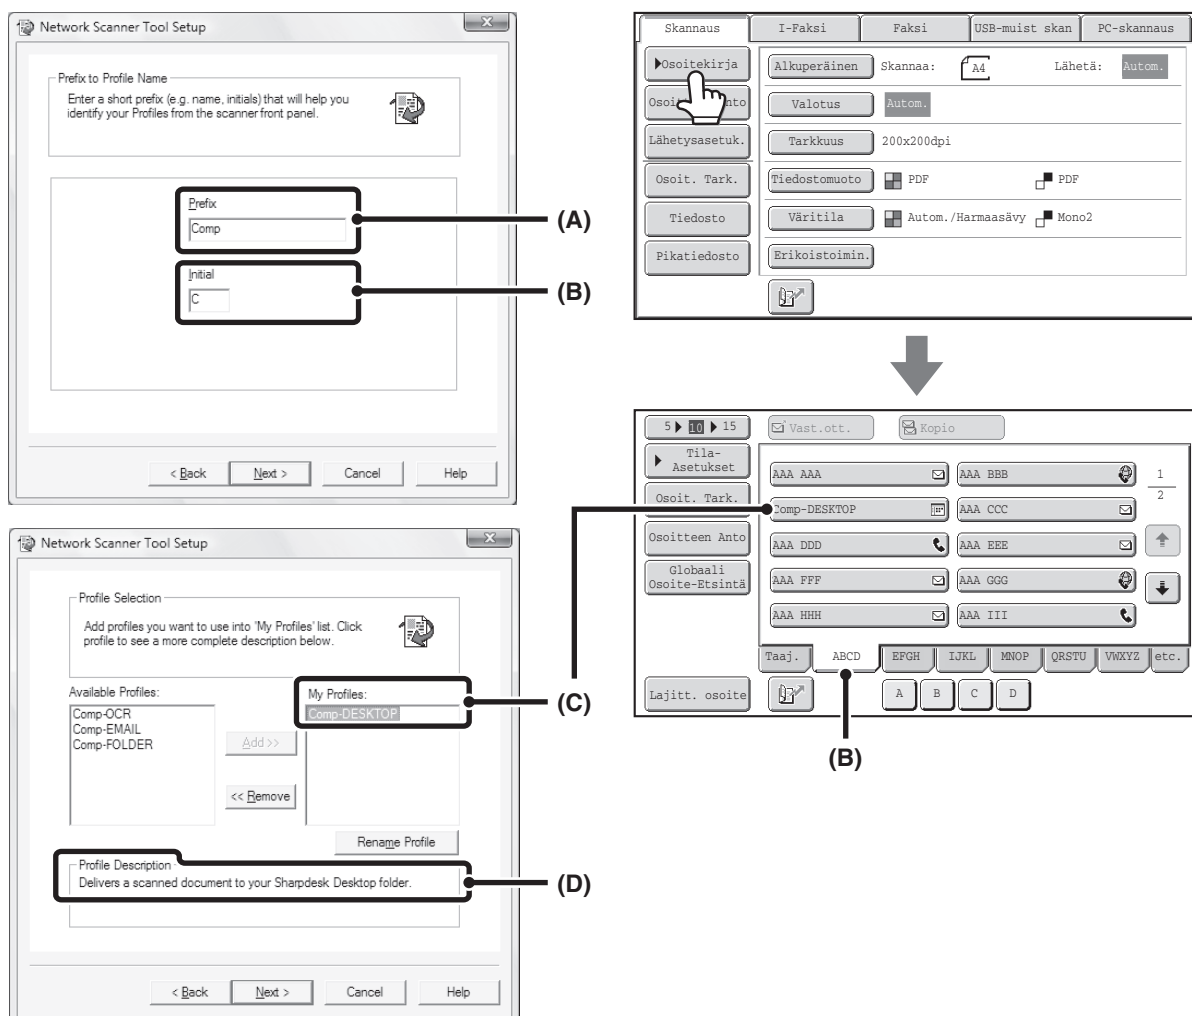 Network Scanner Tool Setup
Prefix to Profile Name
Enter a short prefix (e.g. name, initials) that will help you
identify your Profiles from the scanner front panel.
Prefix
Comp
(A)
Initial
C
(B)
< Back Next > Cancel Help
Network Scanner Tool Setup
Profile Selection
Add profiles you want to use into 'My Profiles' list. Click
profile to see a more complete description below.
Available Profiles:
My Profiles:
Comp-OCR
Comp-EMAIL
Comp-FOLDER
Comp-DESKTOP
(C)
Add >>
<< Remove
Rename Profile
Profile Description
Delivers a scanned document to your Sharpdesk Desktop folder.
(D)
< Back Next > Cancel Help
Skannaus I-Faksi Faksi USB-muist skan PC-skannaus
Osoitekirja Alkuperäinen Skannaa: A4 Lähetä: Autom.
Valotus Autom.
Lähetysasetuk. Tarkkuus 200x200dpi
Osoit. Tark. Tiedostomuoto PDF PDF
Tiedosto Väritila Autom./Harmaasävy Mono2
Pikatiedosto Erikoistoimin.
5 10 15 Vast.ott. Kopio
Tila-
Asetukset
AAA AAA AAA BBB 1
2
Osoit. Tark. Comp-DESKTOP AAA CCC
Osoitteen Anto AAA DDD AAA EEE
Globaali
Osoite-Etsintä
AAA FFF AAA GGG
AAA HHH AAA III
Taaj. ABCD EFGH IJKL MNOP QRSTU VWXYZ etc.
Lajitt. osoite A B C D
(B)